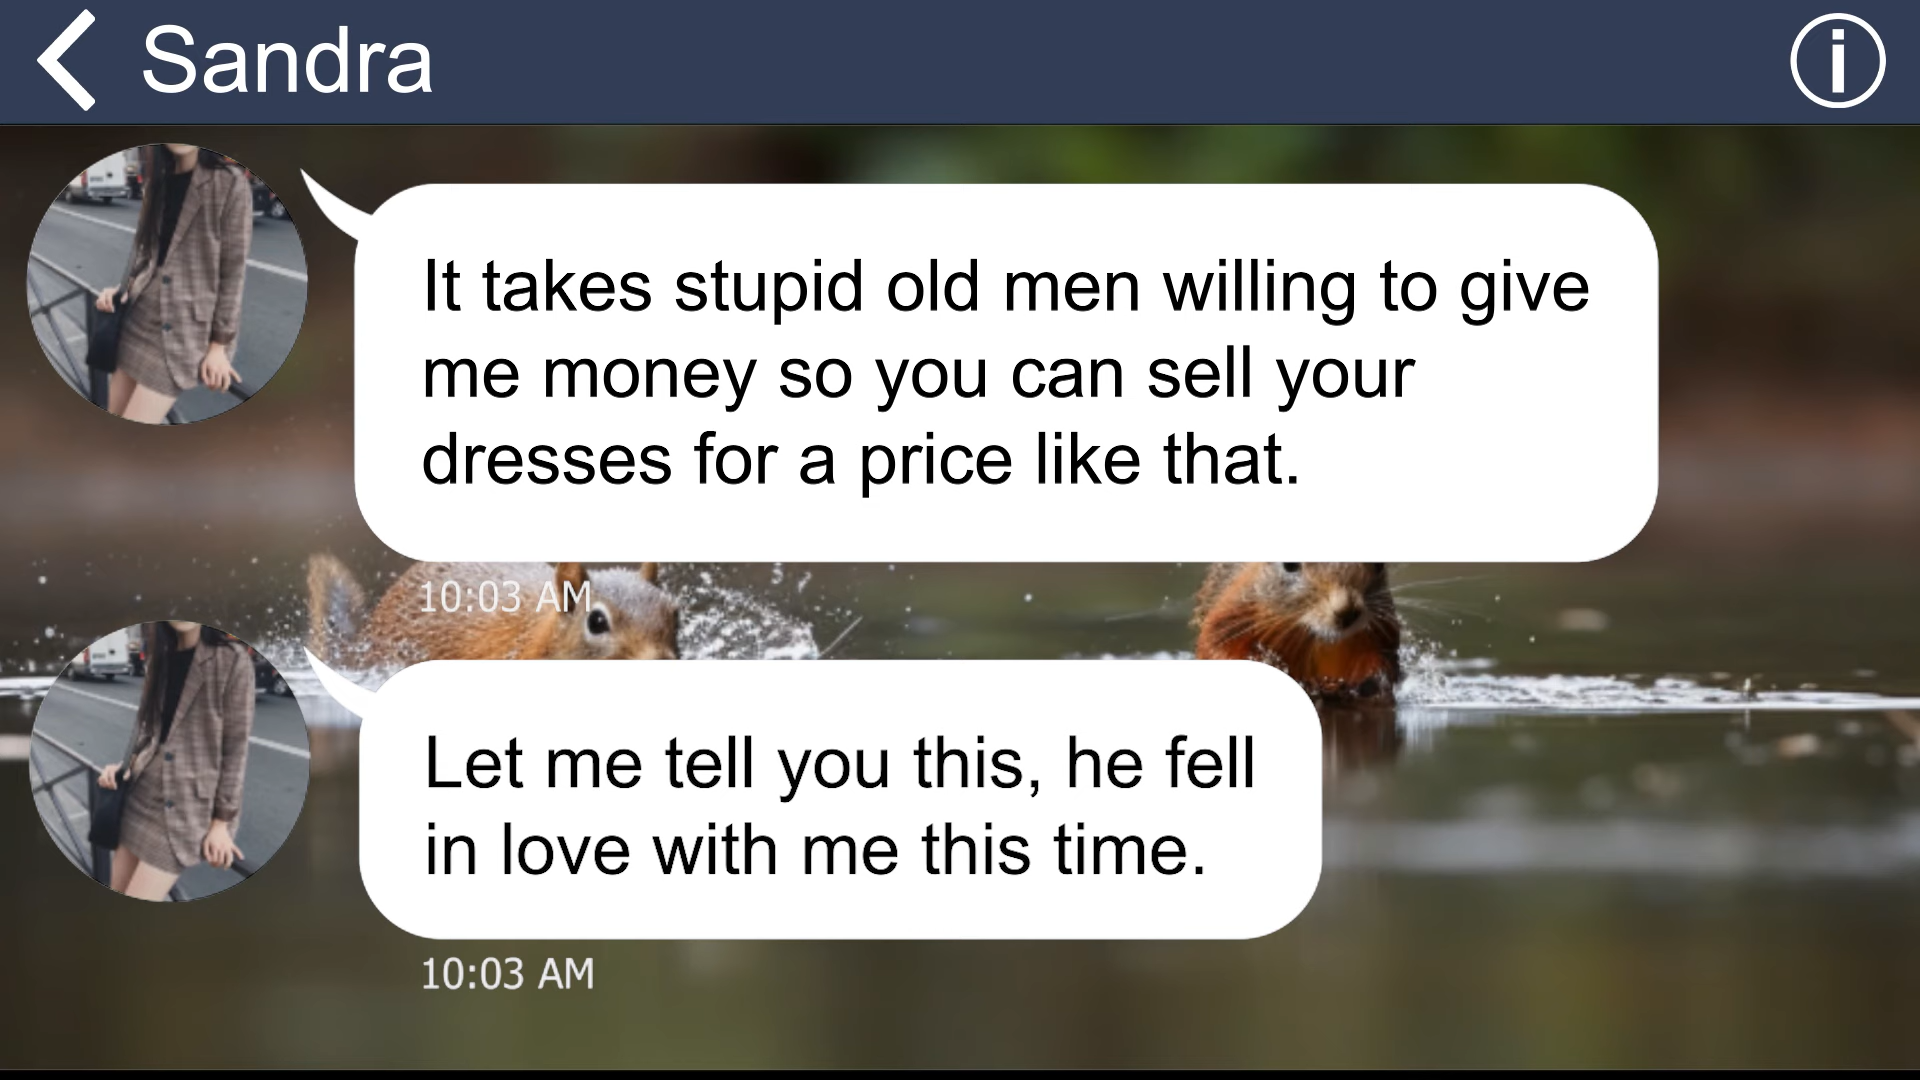 Sandra
It takes stupid old men willing to give
me money so you can sell your
dresses for a price like that.
10:03 AM
Let me tell you this, he fell
in love with me this time.
10:03 AM